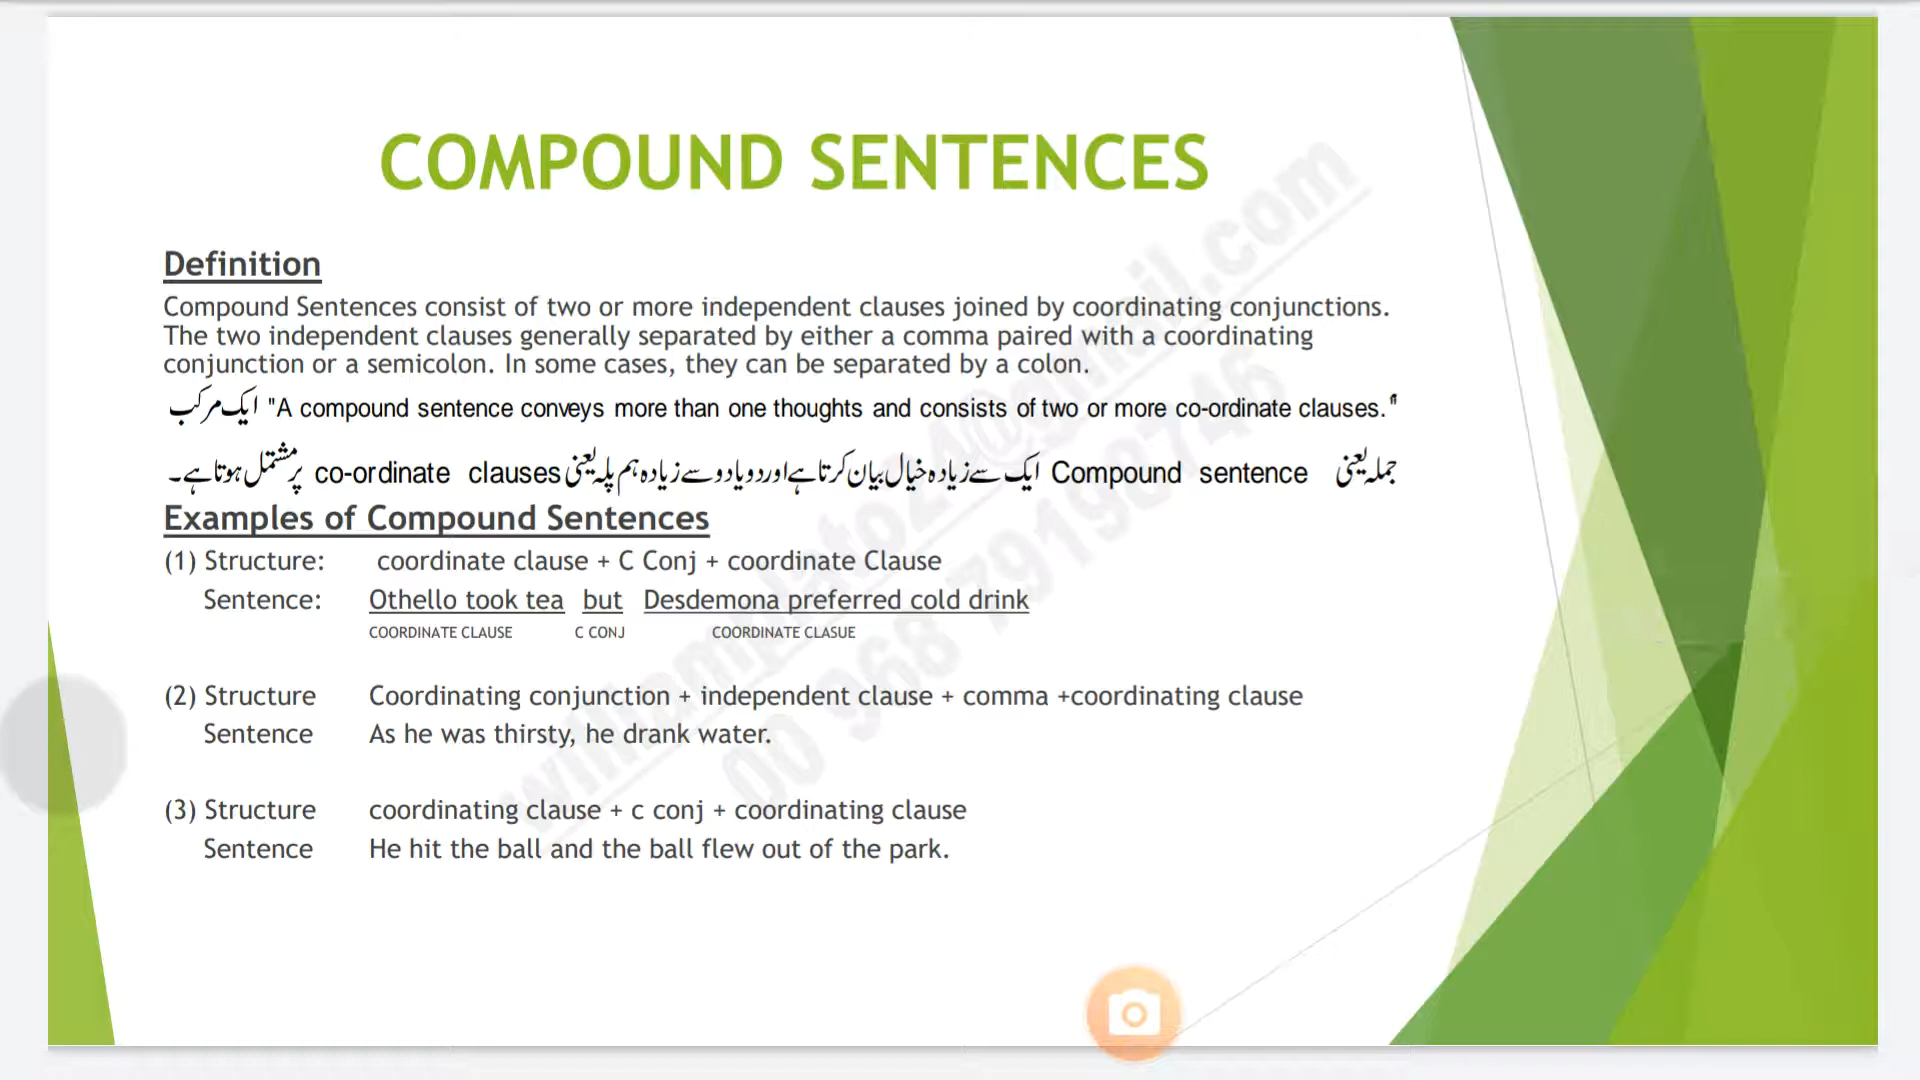 COMPOUND SENTENCES
Definition
Compound Sentences consist of two or more independent clauses joined by coordinating conjunctions.
The two independent clauses generally separated by either a comma paired with a coordinating
conjunction or a semicolon. In some cases, they can be separated by a colon.
"A compound sentence conveys more than one thoughts and consists of two or more co-ordinate clauses." ایک مرکب
جملہ یعنی Compound sentence ایک سے زیادہ خیال بیان کرتا ہے اور دو یا دو سے زیادہ ہم پلہ یعنی co-ordinate clauses پر مشتمل ہوتا ہے۔
Examples of Compound Sentences
(1) Structure: coordinate clause + C Conj + coordinate Clause
Sentence: Othello took tea but Desdemona preferred cold drink
COORDINATE CLAUSE C CONJ COORDINATE CLASUE
(2) Structure Coordinating conjunction + independent clause + comma +coordinating clause
Sentence As he was thirsty, he drank water.
(3) Structure coordinating clause + c conj + coordinating clause
Sentence He hit the ball and the ball flew out of the park.
williamplato24@gmail.com
00 968 79198746